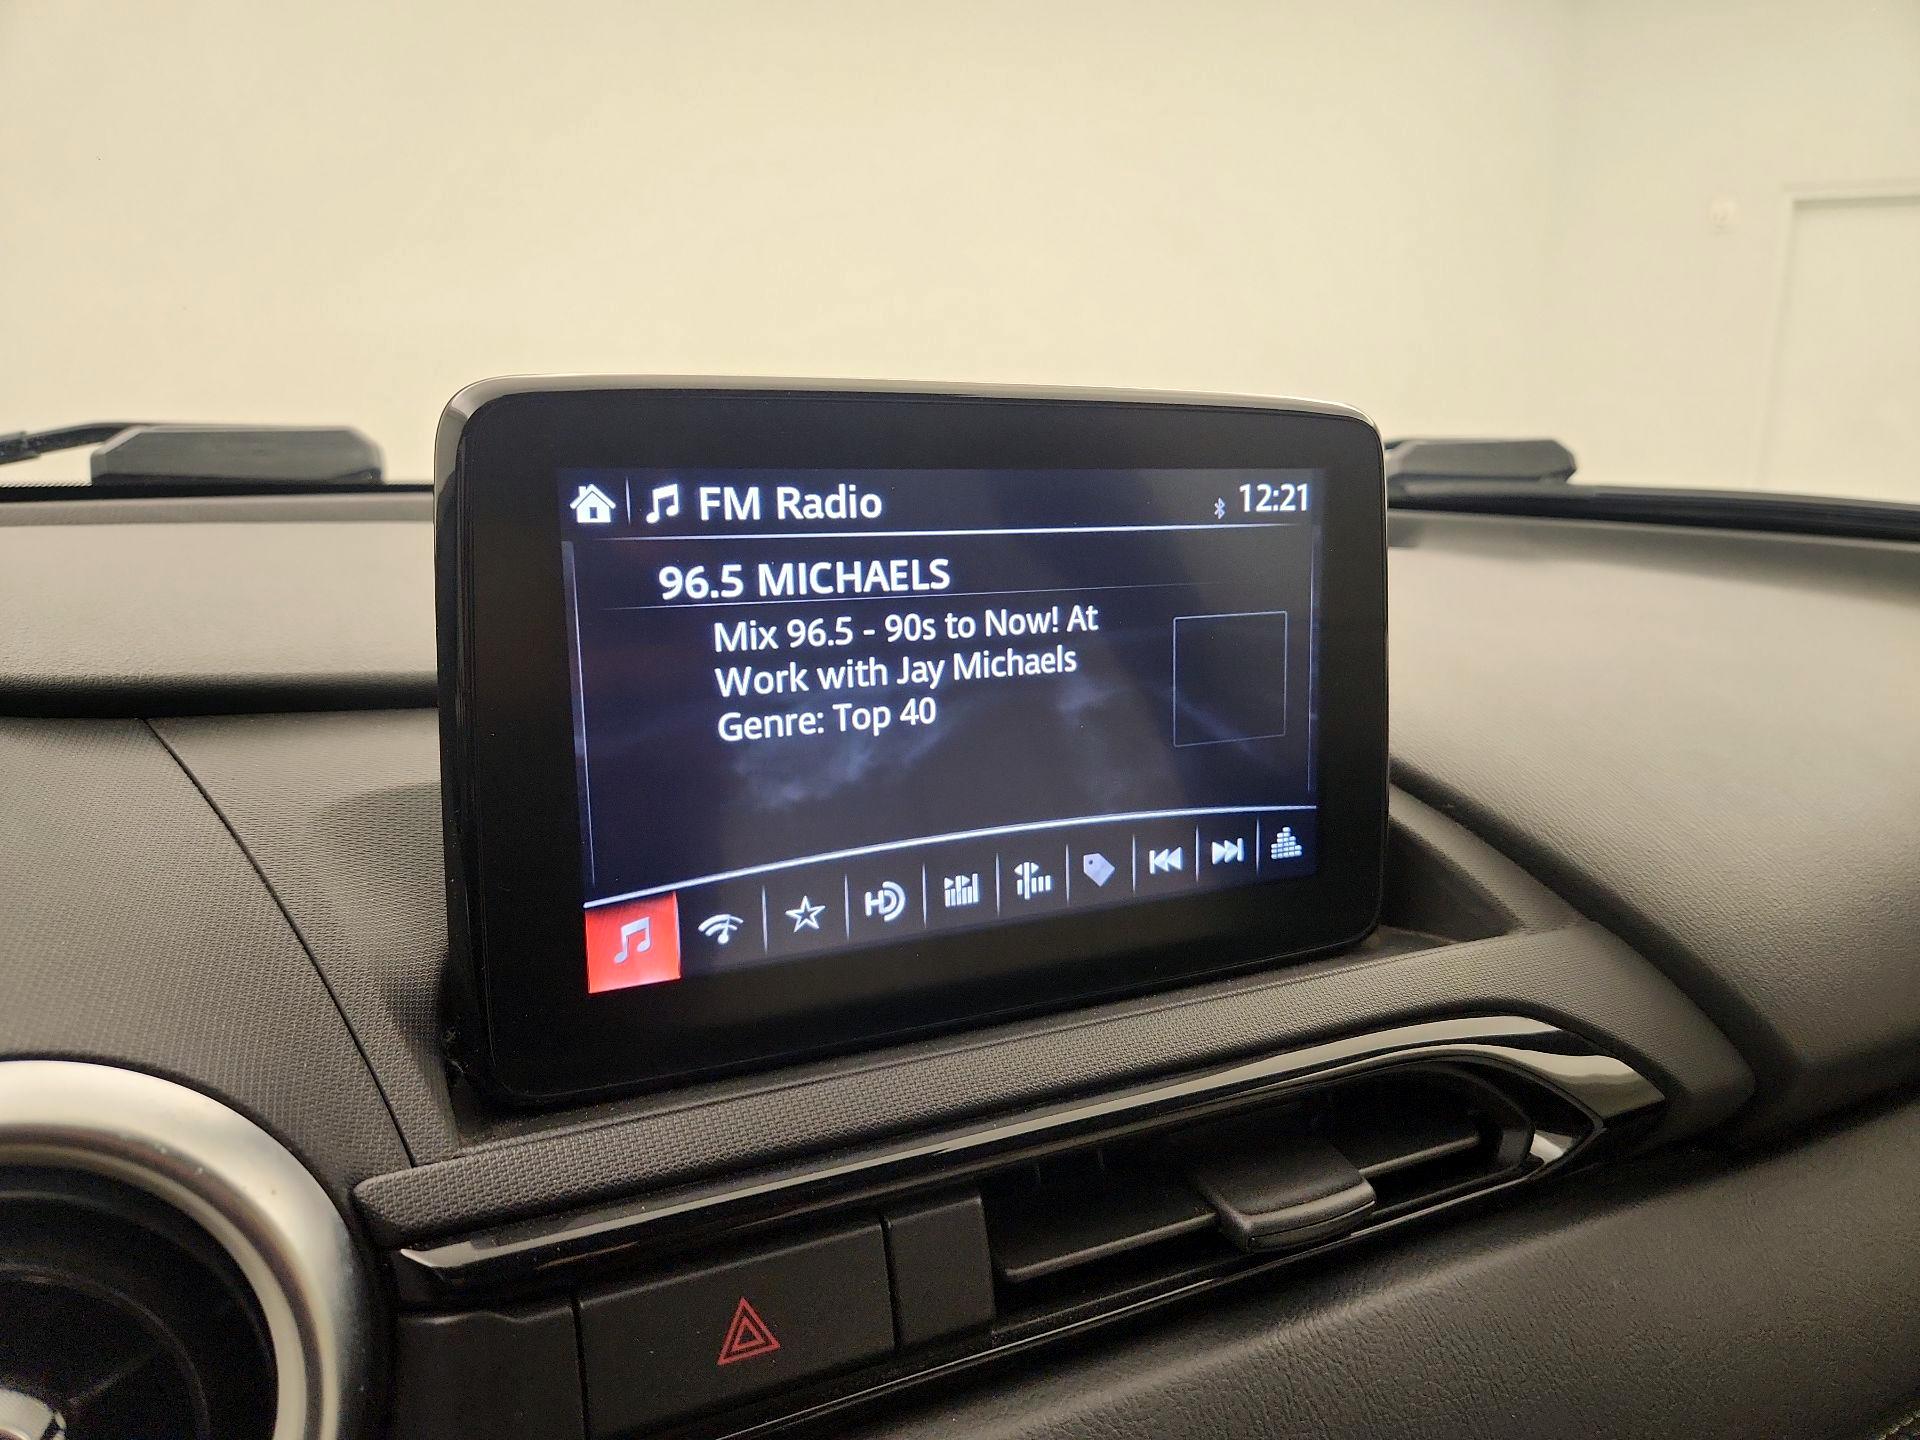 FM Radio
12:21
96.5 MICHAELS
Mix 96.5 - 90s to Now! At
Work with Jay Michaels
Genre: Top 40
HD